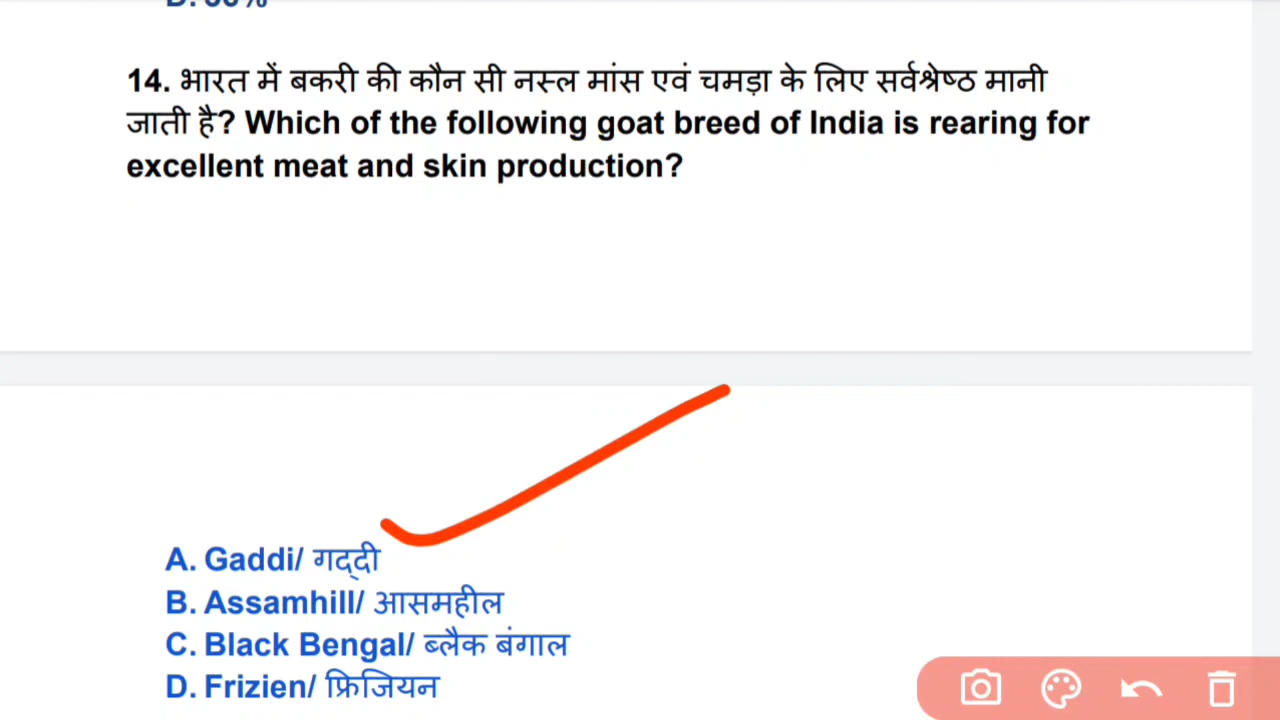 14. भारत में बकरी की कौन सी नस्ल मांस एवं चमड़ा के लिए सर्वश्रेष्ठ मानी
जाती है? Which of the following goat breed of India is rearing for
excellent meat and skin production?
A. Gaddi/ गद्दी
B. Assamhill/ आसमहील
C. Black Bengal/ ब्लैक बंगाल
D. Frizien/ फ्रिजियन